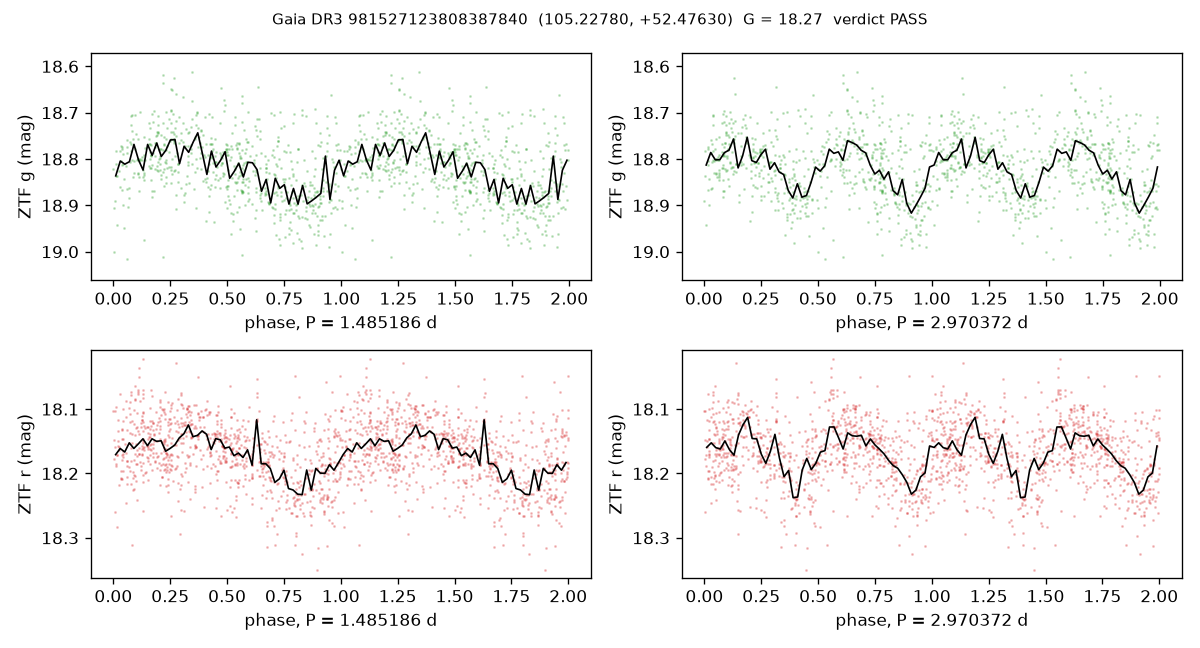 Gaia DR3 981527123808387840  (105.22780, +52.47630)  G = 18.27  verdict PASS
ZTF g (mag)
18.6
18.7
18.8
18.9
19.0
0.00 0.25 0.50 0.75 1.00 1.25 1.50 1.75 2.00
phase, P = 1.485186 d
ZTF g (mag)
18.6
18.7
18.8
18.9
19.0
0.00 0.25 0.50 0.75 1.00 1.25 1.50 1.75 2.00
phase, P = 2.970372 d
ZTF r (mag)
18.1
18.2
18.3
0.00 0.25 0.50 0.75 1.00 1.25 1.50 1.75 2.00
phase, P = 1.485186 d
ZTF r (mag)
18.1
18.2
18.3
0.00 0.25 0.50 0.75 1.00 1.25 1.50 1.75 2.00
phase, P = 2.970372 d